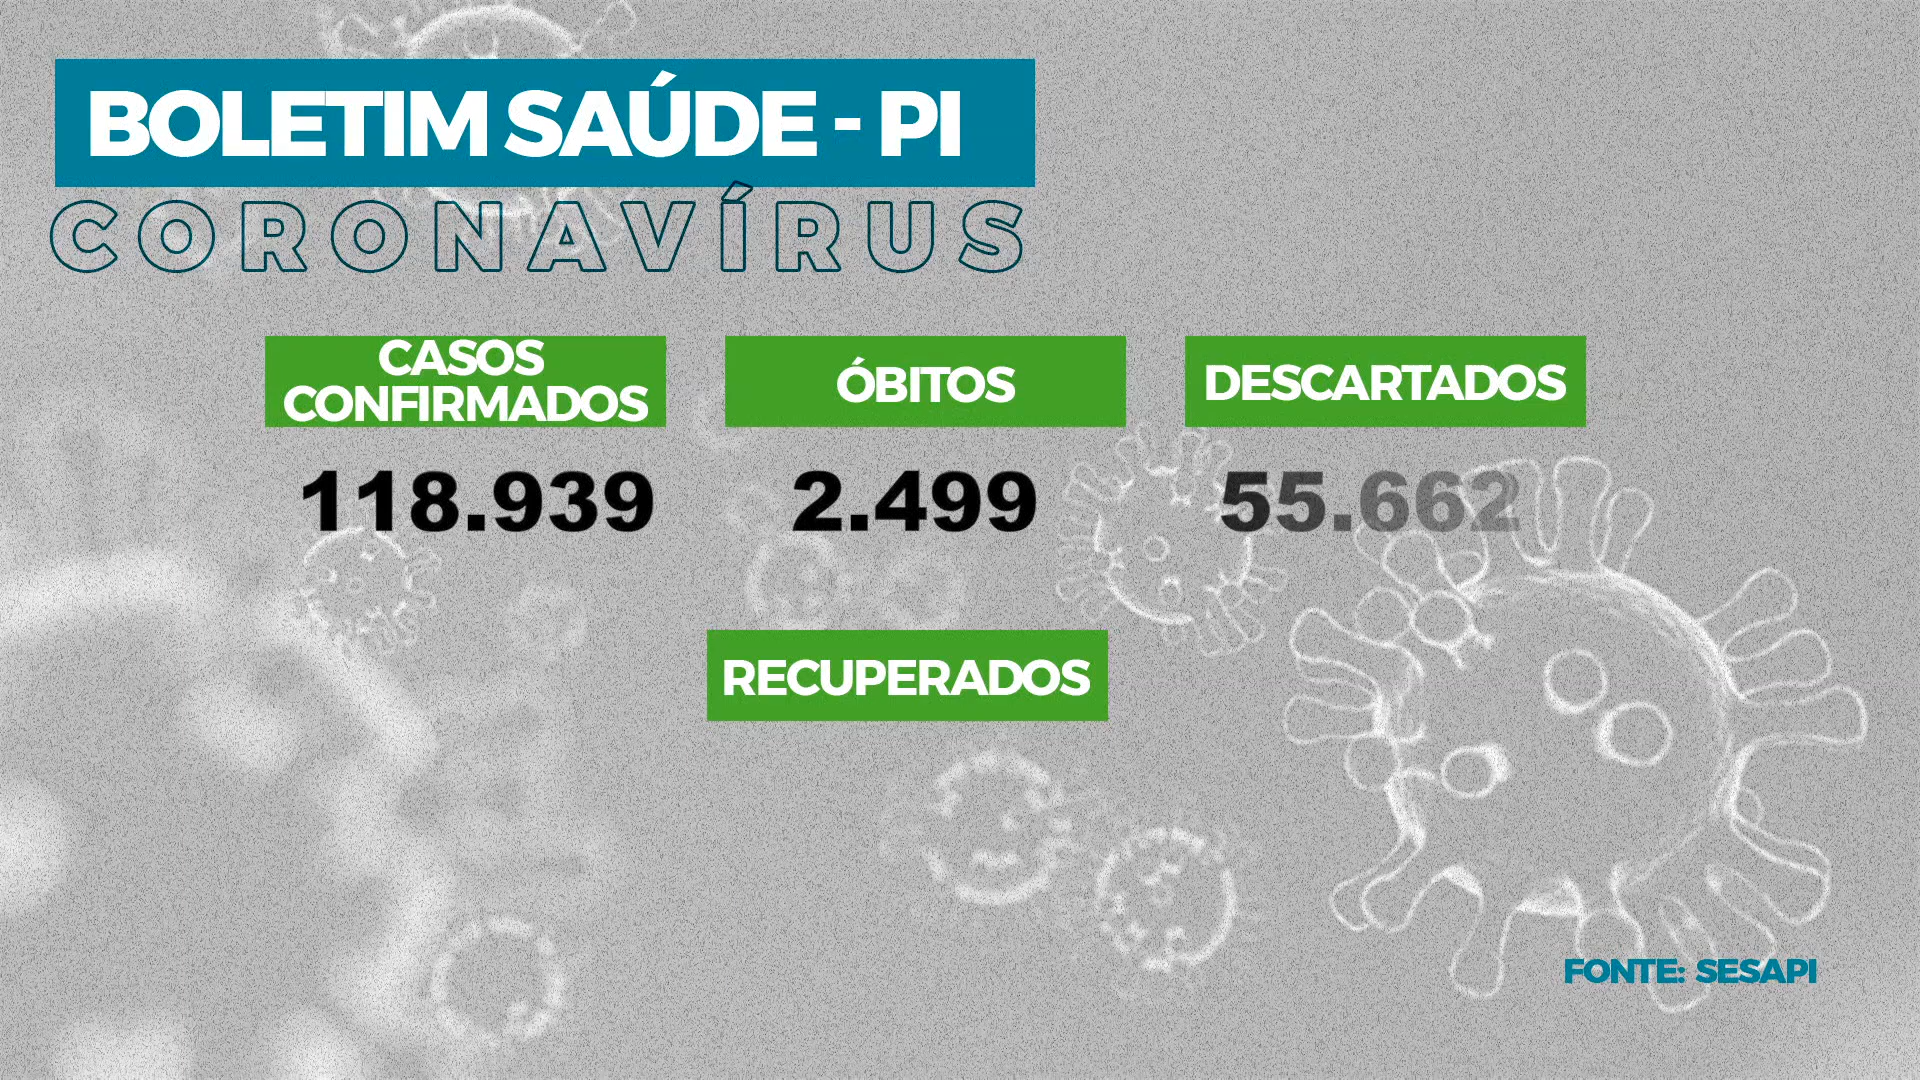 BOLETIM SAÚDE - PI
CORONAVÍRUS
CASOS
CONFIRMADOS
118.939
ÓBITOS
2.499
DESCARTADOS
55.662
RECUPERADOS
FONTE: SESAPI